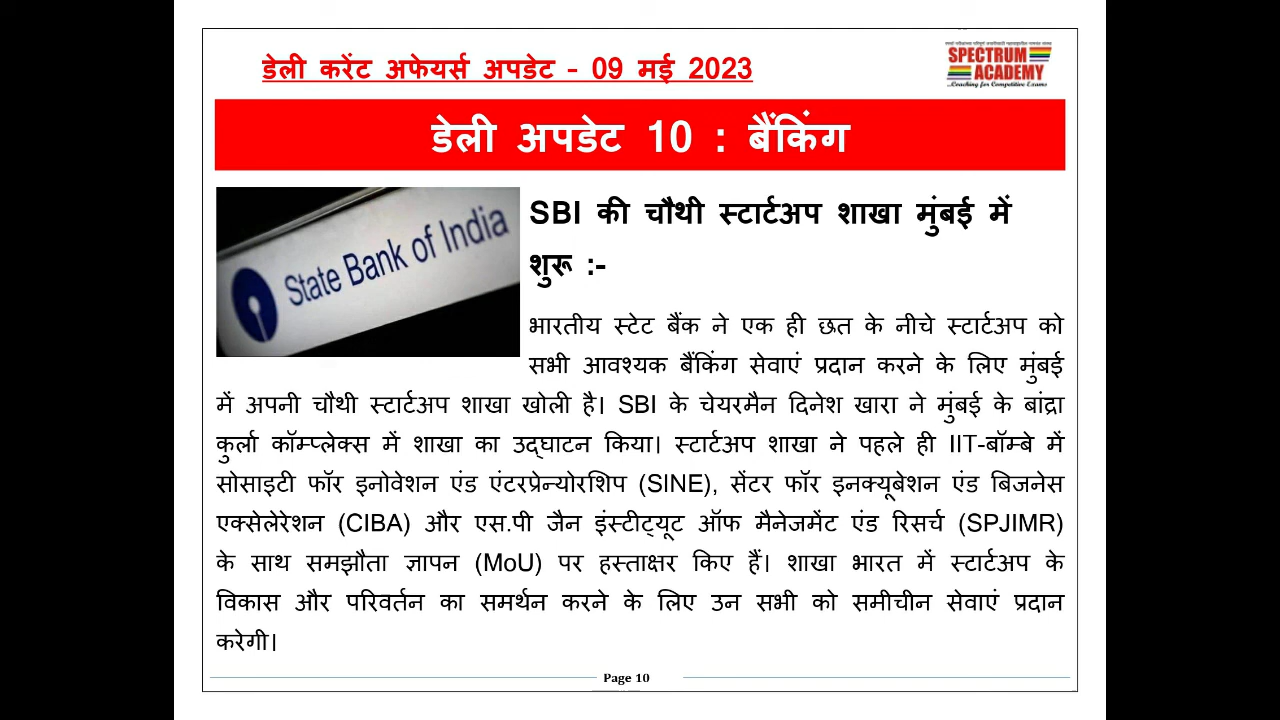 डेली करेंट अफेयर्स अपडेट – 09 मई 2023
SPECTRUM
ACADEMY
...Coaching for Competitive Exams
डेली अपडेट 10 : बैंकिंग
State Bank of India
SBI की चौथी स्टार्टअप शाखा मुंबई में
शुरू :-
भारतीय स्टेट बैंक ने एक ही छत के नीचे स्टार्टअप को
सभी आवश्यक बैंकिंग सेवाएं प्रदान करने के लिए मुंबई
में अपनी चौथी स्टार्टअप शाखा खोली है। SBI के चेयरमैन दिनेश खारा ने मुंबई के बांद्रा
कुर्ला कॉम्प्लेक्स में शाखा का उद्घाटन किया। स्टार्टअप शाखा ने पहले ही IIT-बॉम्बे में
सोसाइटी फॉर इनोवेशन एंड एंटरप्रेन्योरशिप (SINE), सेंटर फॉर इनक्यूबेशन एंड बिजनेस
एक्सेलेरेशन (CIBA) और एस.पी जैन इंस्टीट्यूट ऑफ मैनेजमेंट एंड रिसर्च (SPJIMR)
के साथ समझौता ज्ञापन (MoU) पर हस्ताक्षर किए हैं। शाखा भारत में स्टार्टअप के
विकास और परिवर्तन का समर्थन करने के लिए उन सभी को समीचीन सेवाएं प्रदान
करेगी।
Page 10